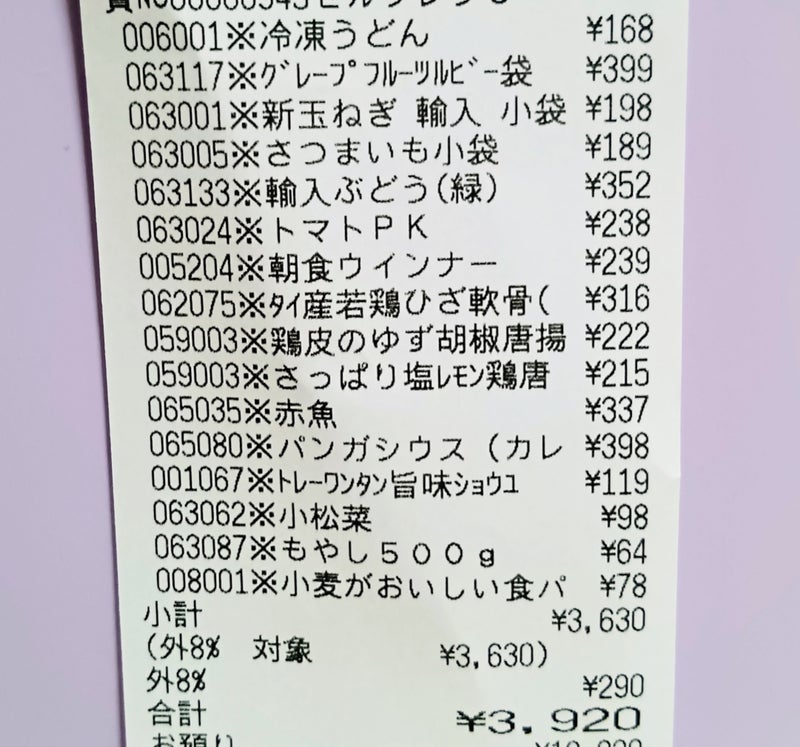 006001※冷凍うどん ¥168
063117※グレープフルーツルビー袋 ¥399
063001※新玉ねぎ 輸入 小袋 ¥198
063005※さつまいも小袋 ¥189
063133※輸入ぶどう(緑) ¥352
063024※トマトPK ¥238
005204※朝食ウインナー ¥239
062075※タイ産若鶏ひざ軟骨( ¥316
059003※鶏皮のゆず胡椒唐揚 ¥222
059003※さっぱり塩レモン鶏唐 ¥215
065035※赤魚 ¥337
065080※パンガシウス(カレ ¥398
001067※トレーワンタン旨味ショウユ ¥119
063062※小松菜 ¥98
063087※もやし500g ¥64
008001※小麦がおいしい食パ ¥78
小計 ¥3,630
(外8% 対象 ¥3,630)
外8% ¥290
合計 ¥3,920
お預り